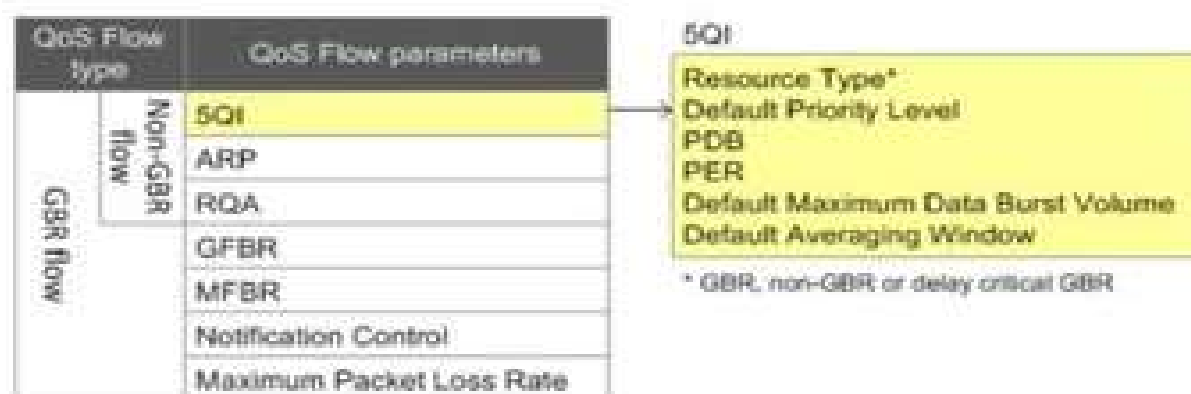 QoS Flow
type
QoS Flow parameters
Non-GBR
flow
GBR flow
5QI
ARP
RQA
GFBR
MFBR
Notification Control
Maximum Packet Loss Rate
5QI
Resource Type*
Default Priority Level
PDB
PER
Default Maximum Data Burst Volume
Default Averaging Window
* GBR, non-GBR or delay critical GBR